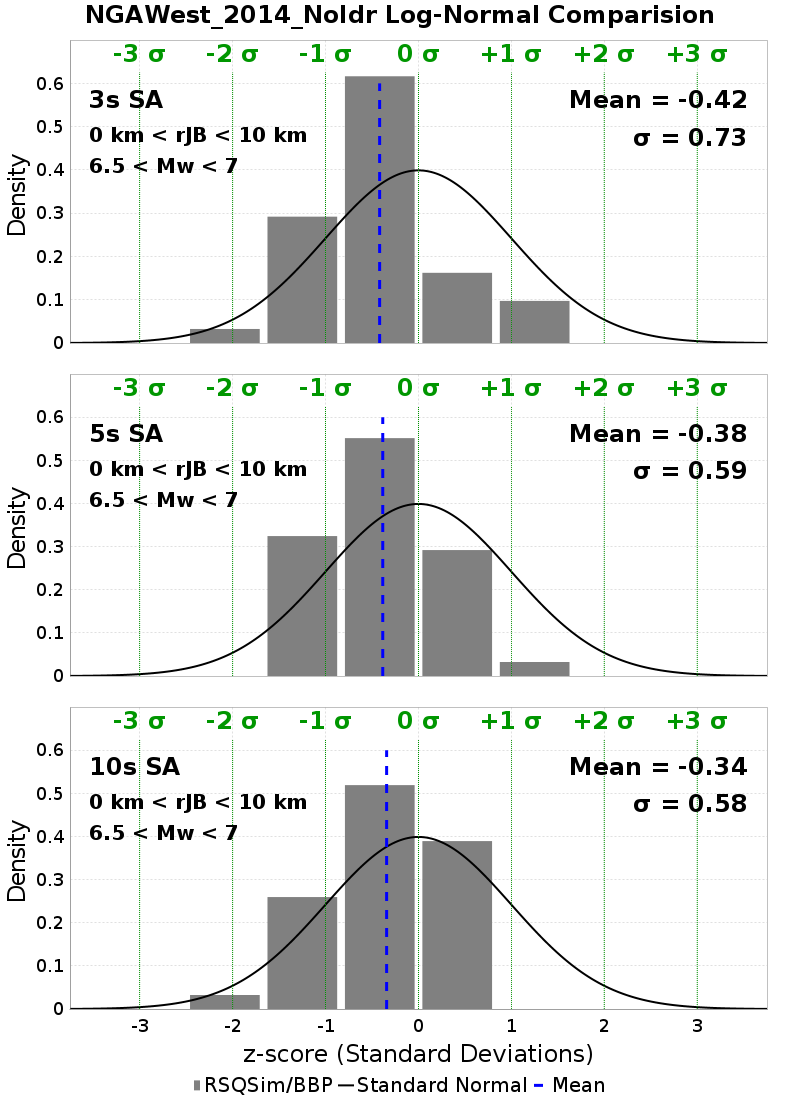 NGAWest_2014_NoIdr Log-Normal Comparision
-3 σ -2 σ -1 σ 0 σ +1 σ +2 σ +3 σ
3s SA
0 km < rJB < 10 km
6.5 < Mw < 7
Mean = -0.42
σ = 0.73
Density
0.6
0.5
0.4
0.3
0.2
0.1
0
-3 σ -2 σ -1 σ 0 σ +1 σ +2 σ +3 σ
5s SA
0 km < rJB < 10 km
6.5 < Mw < 7
Mean = -0.38
σ = 0.59
Density
0.6
0.5
0.4
0.3
0.2
0.1
0
-3 σ -2 σ -1 σ 0 σ +1 σ +2 σ +3 σ
10s SA
0 km < rJB < 10 km
6.5 < Mw < 7
Mean = -0.34
σ = 0.58
Density
0.6
0.5
0.4
0.3
0.2
0.1
0
-3 -2 -1 0 1 2 3
z-score (Standard Deviations)
RSQSim/BBP Standard Normal Mean